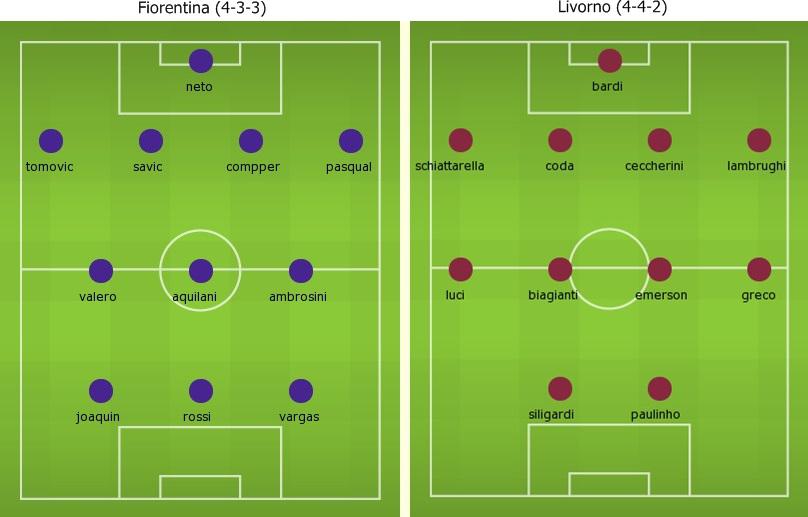 Fiorentina (4-3-3)
neto
tomovic savic compper pasqual
valero aquilani ambrosini
joaquin rossi vargas
Livorno (4-4-2)
bardi
schiattarella coda ceccherini lambrughi
luci biagianti emerson greco
siligardi paulinho